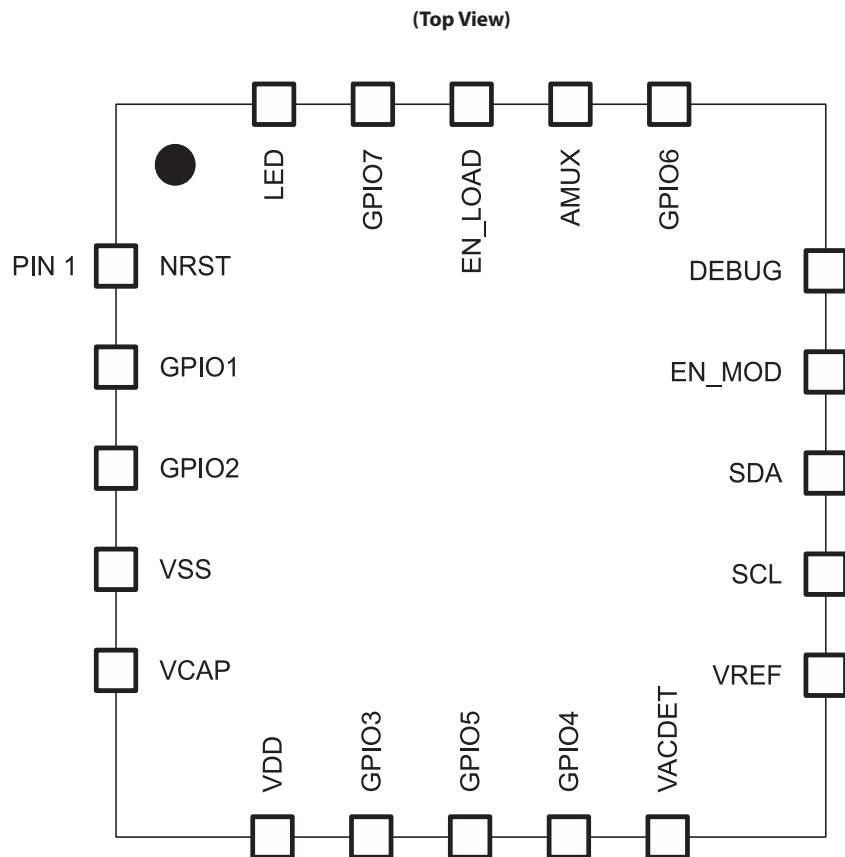 (Top View)
LED
GPIO7
EN_LOAD
AMUX
GPIO6
PIN 1
NRST
GPIO1
GPIO2
VSS
VCAP
DEBUG
EN_MOD
SDA
SCL
VREF
VDD
GPIO3
GPIO5
GPIO4
VACDET